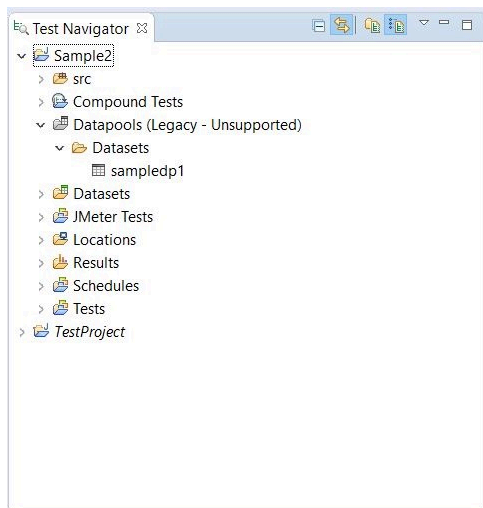 Test Navigator
Sample2
src
Compound Tests
Datapools (Legacy - Unsupported)
Datasets
sampledp1
Datasets
JMeter Tests
Locations
Results
Schedules
Tests
TestProject